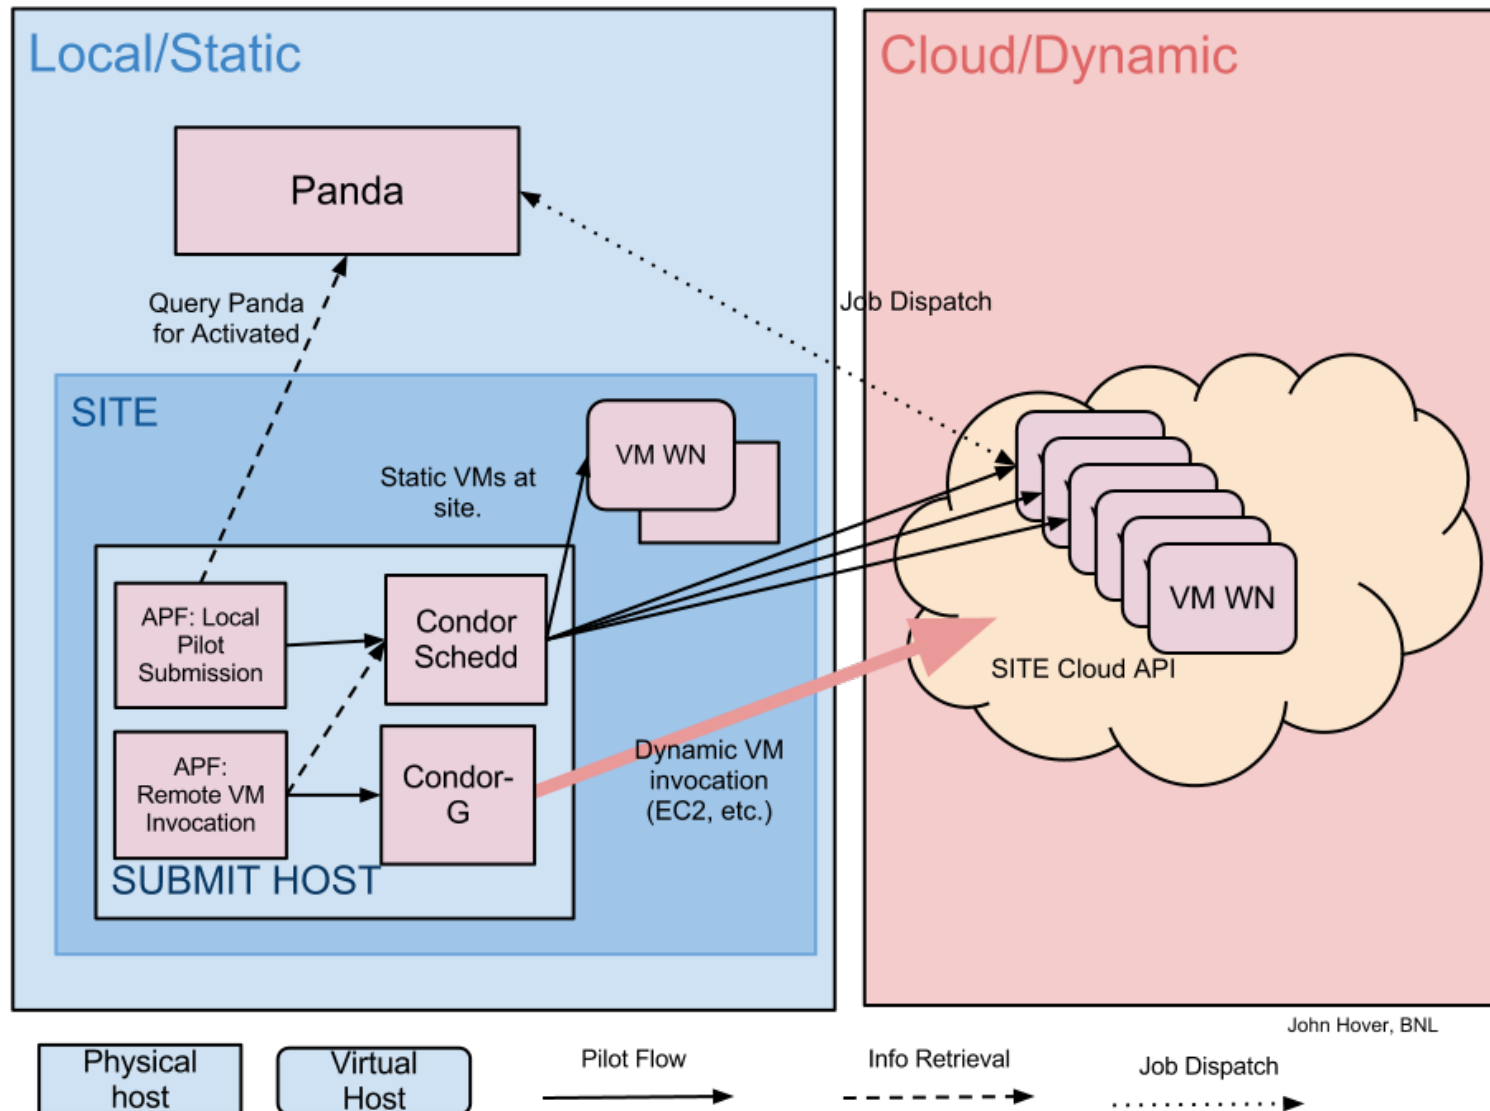 Local/Static
Cloud/Dynamic
Panda
Query Panda
for Activated
Job Dispatch
SITE
VM WN
Static VMs at
site.
APF: Local
Pilot
Submission
Condor
Schedd
VM WN
SITE Cloud API
APF:
Remote VM
Invocation
Condor-
G
Dynamic VM
invocation
(EC2, etc.)
SUBMIT HOST
John Hover, BNL
Physical
host
Virtual
Host
Pilot Flow
Info Retrieval
Job Dispatch